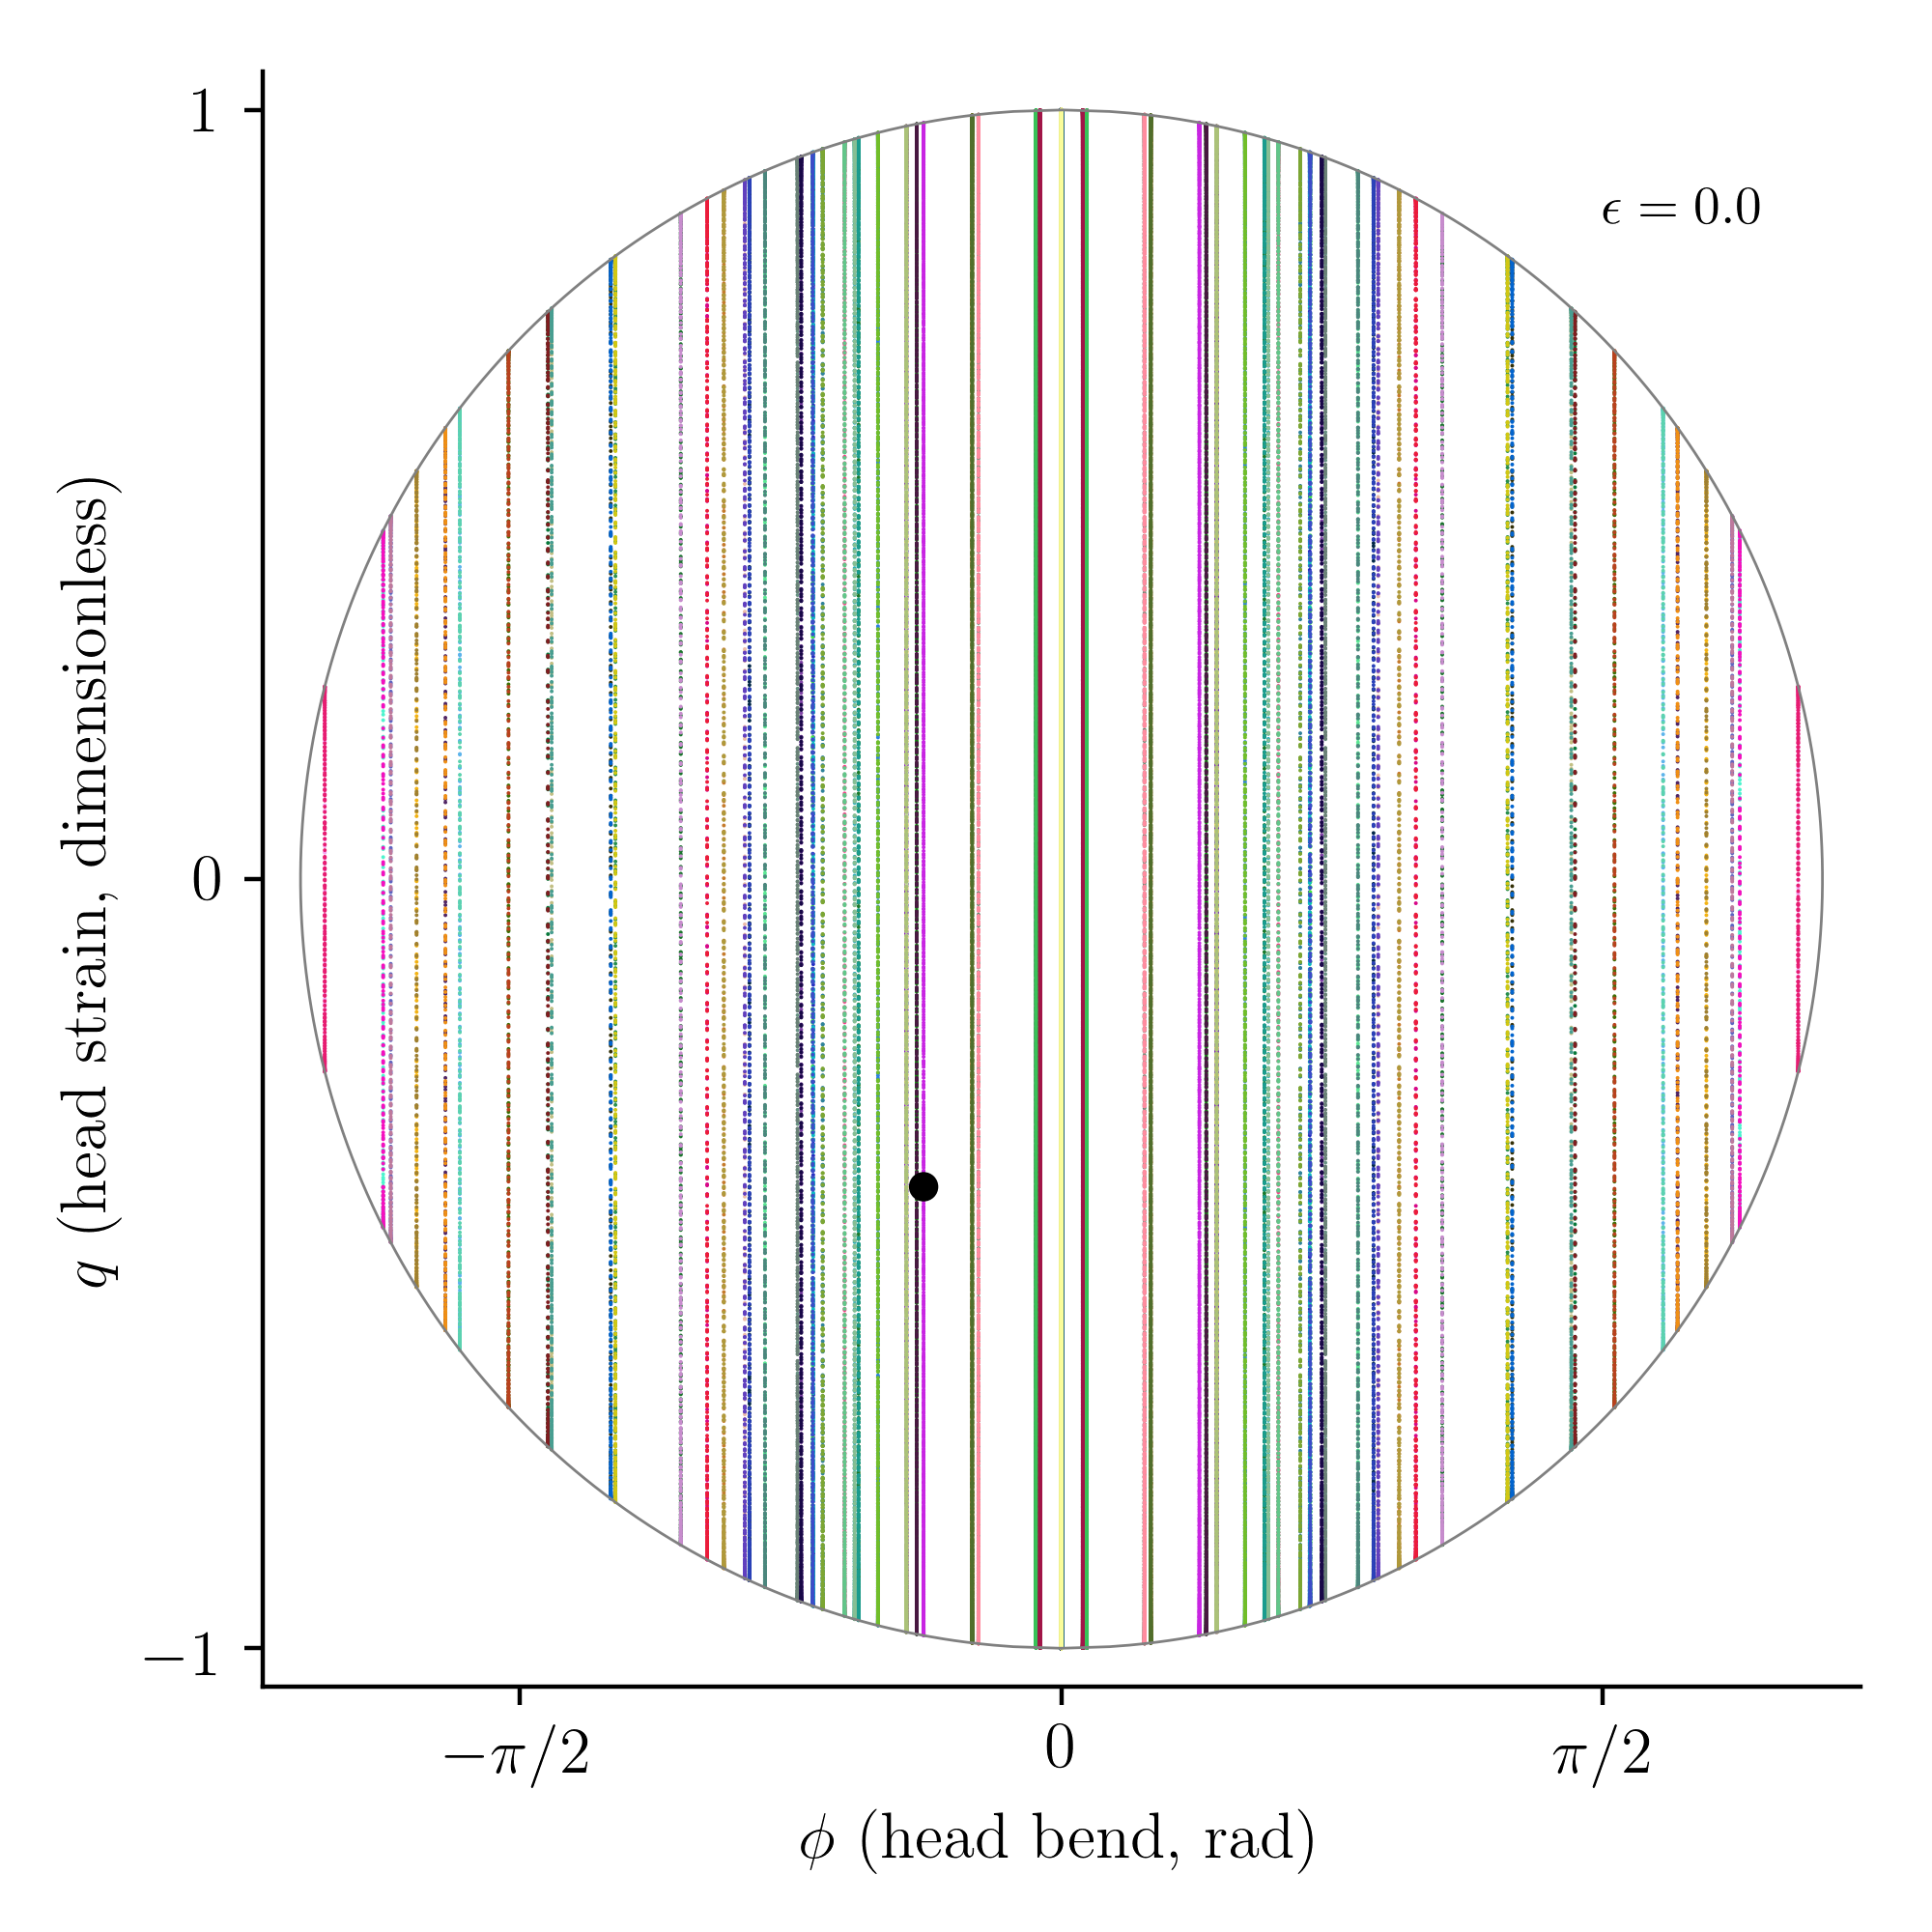 1
ϵ = 0.0
q (head strain, dimensionless)
0
−1
−π/2
0
π/2
ϕ (head bend, rad)